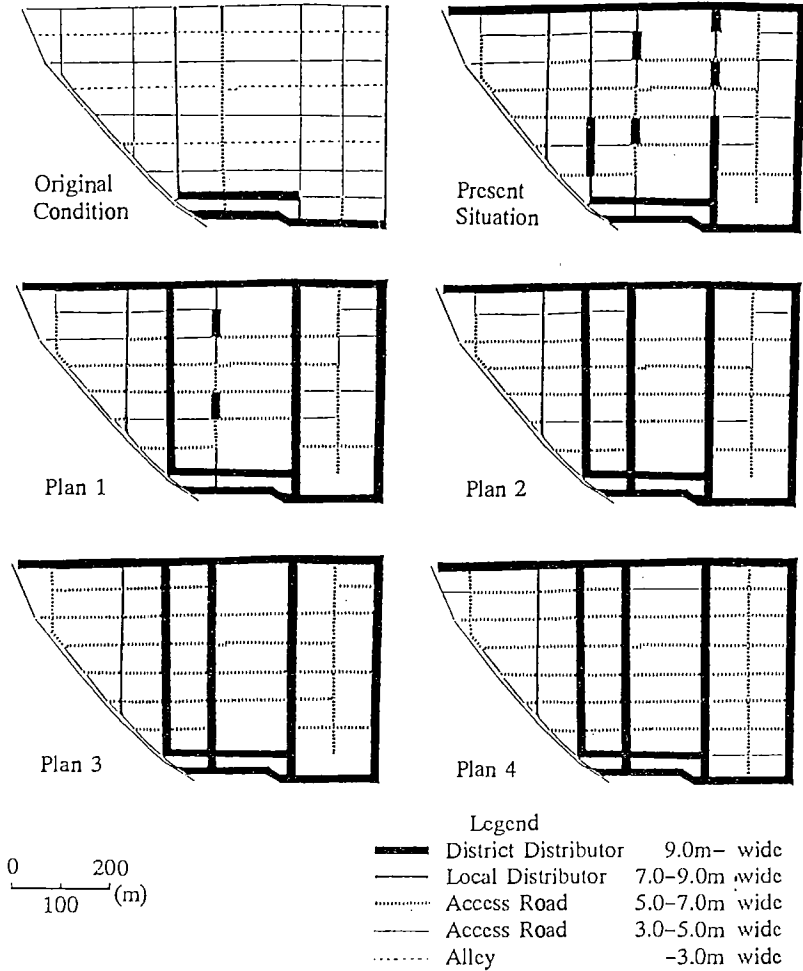 Original
Condition
Present
Situation
Plan 1
Plan 2
Plan 3
Plan 4
Legend
District Distributor 9.0m– wide
Local Distributor 7.0–9.0m wide
Access Road 5.0–7.0m wide
Access Road 3.0–5.0m wide
Alley –3.0m wide
0 200
100 (m)